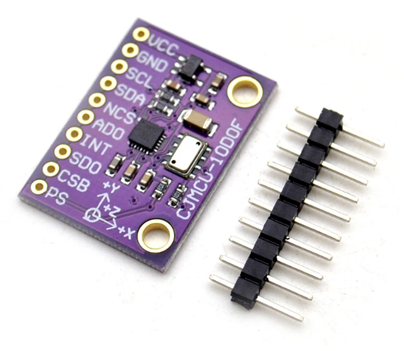 VCC
GND
SCL
SDA
NCS
ADO
INT
SDO
CSB
PS
+Y
+Z
+X
CJMCU-10DOF